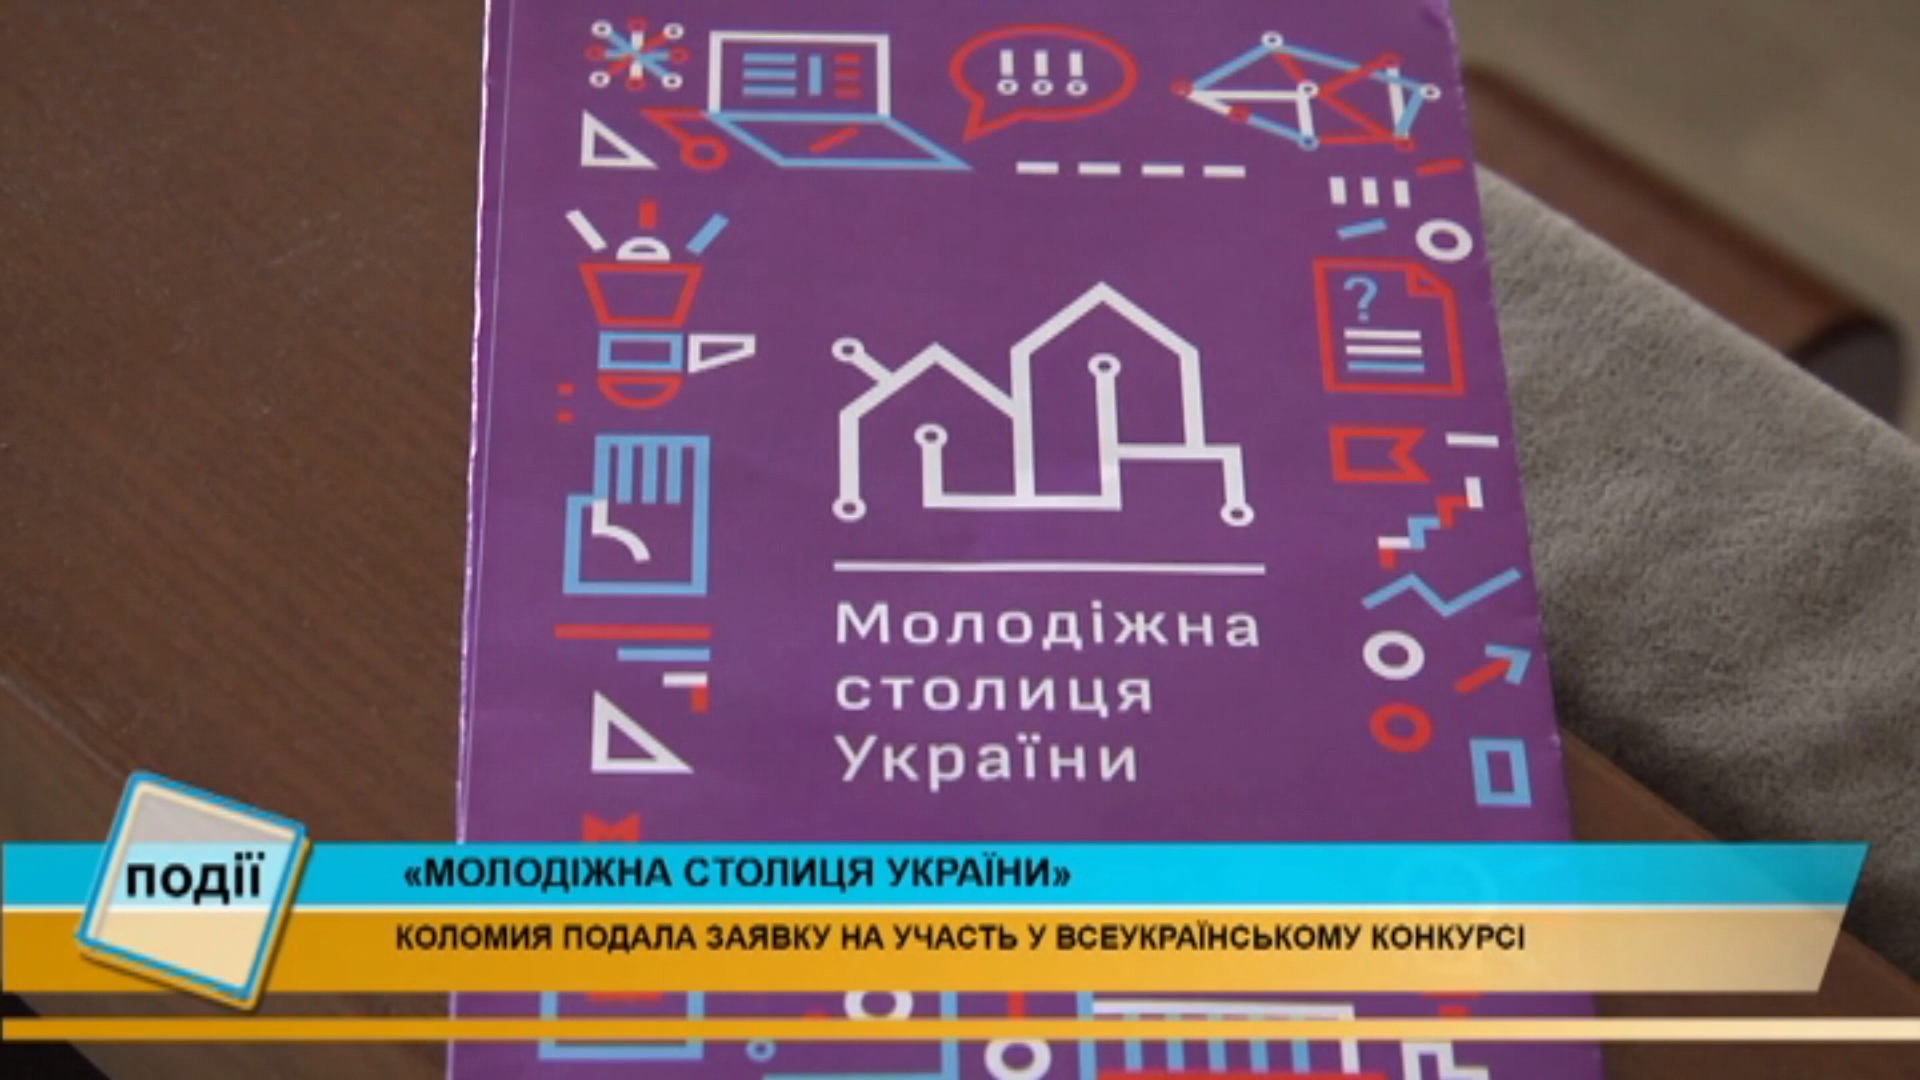 !!!
?
Молодіжна
столиця
України
події
«МОЛОДІЖНА СТОЛИЦЯ УКРАЇНИ»
КОЛОМИЯ ПОДАЛА ЗАЯВКУ НА УЧАСТЬ У ВСЕУКРАЇНСЬКОМУ КОНКУРСІ